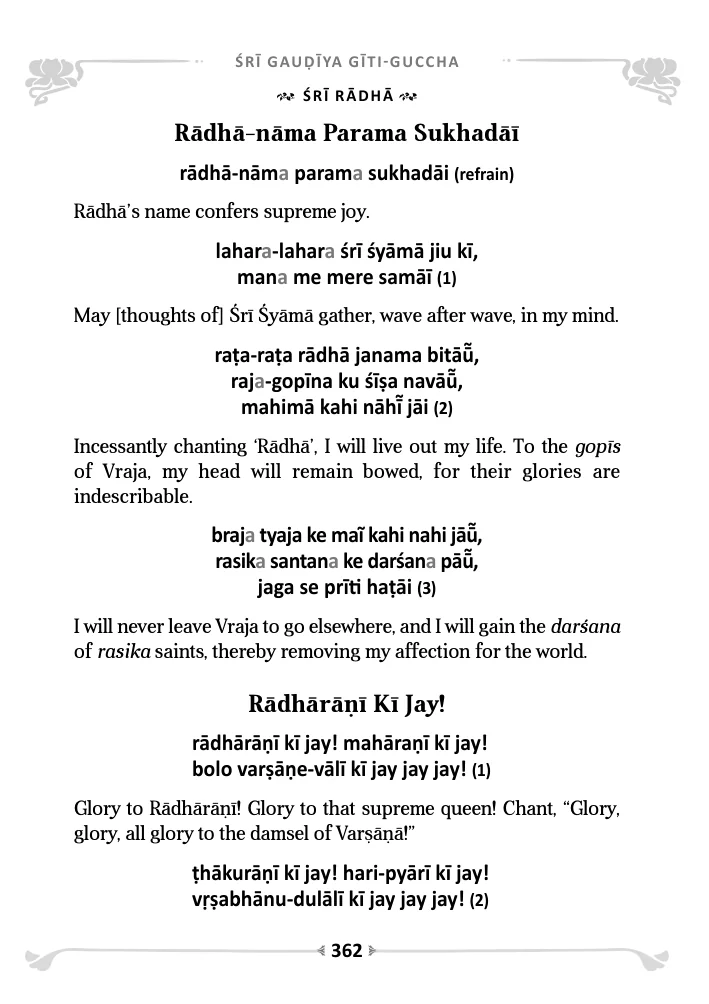 ŚRĪ GAUḌĪYA GĪTI-GUCCHA
ŚRĪ RĀDHĀ
Rādhā-nāma Parama Sukhadāī
rādhā-nāma parama sukhadāi (refrain)
Rādhā’s name confers supreme joy.
lahara-lahara śrī śyāmā jiu kī,
mana me mere samāī (1)
May [thoughts of] Śrī Śyāmā gather, wave after wave, in my mind.
raṭa-raṭa rādhā janama bitāū̃,
raja-gopīna ku śīṣa navāū̃,
mahimā kahi nāhī̃ jāi (2)
Incessantly chanting ‘Rādhā’, I will live out my life. To the gopīs
of Vraja, my head will remain bowed, for their glories are
indescribable.
braja tyaja ke maĩ kahi nahi jāū̃,
rasika santana ke darśana pāū̃,
jaga se prīti haṭāi (3)
I will never leave Vraja to go elsewhere, and I will gain the darśana
of rasika saints, thereby removing my affection for the world.
Rādhārāṇī Kī Jay!
rādhārāṇī kī jay! mahāraṇī kī jay!
bolo varṣāṇe-vālī kī jay jay jay! (1)
Glory to Rādhārāṇī! Glory to that supreme queen! Chant, “Glory,
glory, all glory to the damsel of Varṣāṇā!”
ṭhākurāṇī kī jay! hari-pyārī kī jay!
vṛṣabhānu-dulālī kī jay jay jay! (2)
362